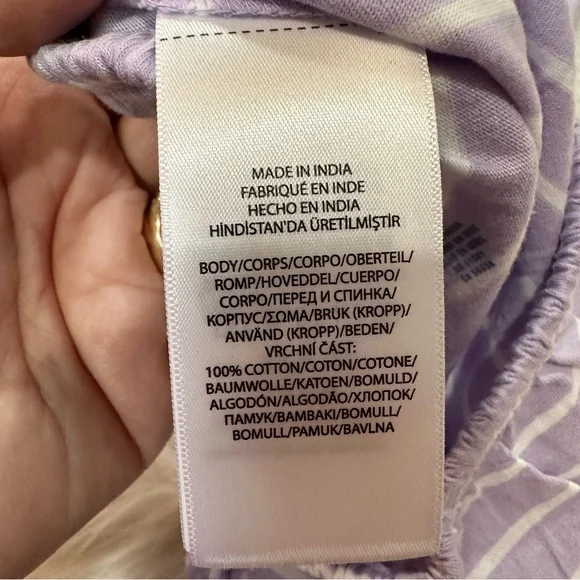 MADE IN INDIA
FABRIQUÉ EN INDE
HECHO EN INDIA
HİNDİSTAN'DA ÜRETİLMİŞTİR
BODY/CORPS/CORPO/OBERTEIL/
ROMP/HOVEDDEL/CUERPO/
CORPO/ПЕРЕД И СПИНКА/
КОРПУС/ΣΩΜΑ/BRUK (KROPP)/
ANVÄND (KROPP)/BEDEN/
VRCHNÍ ČÁST:
100% COTTON/COTON/COTONE/
BAUMWOLLE/KATOEN/BOMULD/
ALGODÓN/ALGODÃO/ХЛОПОК/
ПАМУК/ΒΑΜΒΑΚΙ/BOMULL/
BOMULL/PAMUK/BAVLNA